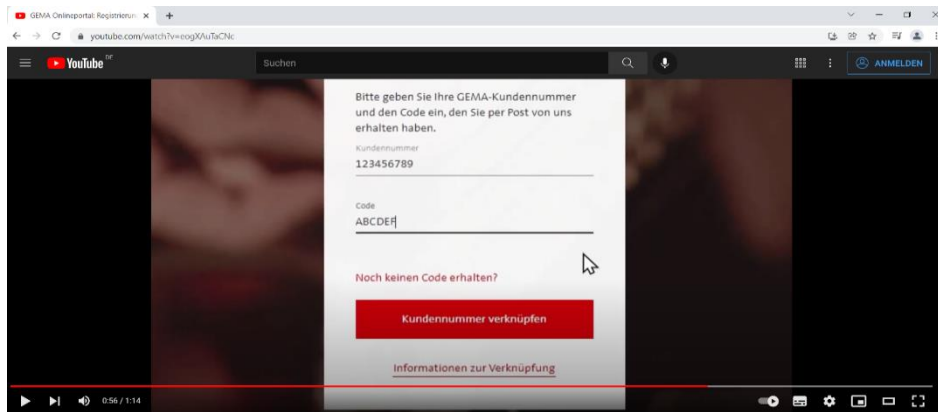 GEMA Onlineportal: Registrierun
youtube.com/watch?v=eogXAuTaCNc
YouTube DE
Suchen
ANMELDEN
Bitte geben Sie Ihre GEMA-Kundennummer
und den Code ein, den Sie per Post von uns
erhalten haben.
Kundennummer
123456789
Code
ABCDEF
Noch keinen Code erhalten?
Kundennummer verknüpfen
Informationen zur Verknüpfung
0:56 / 1:14